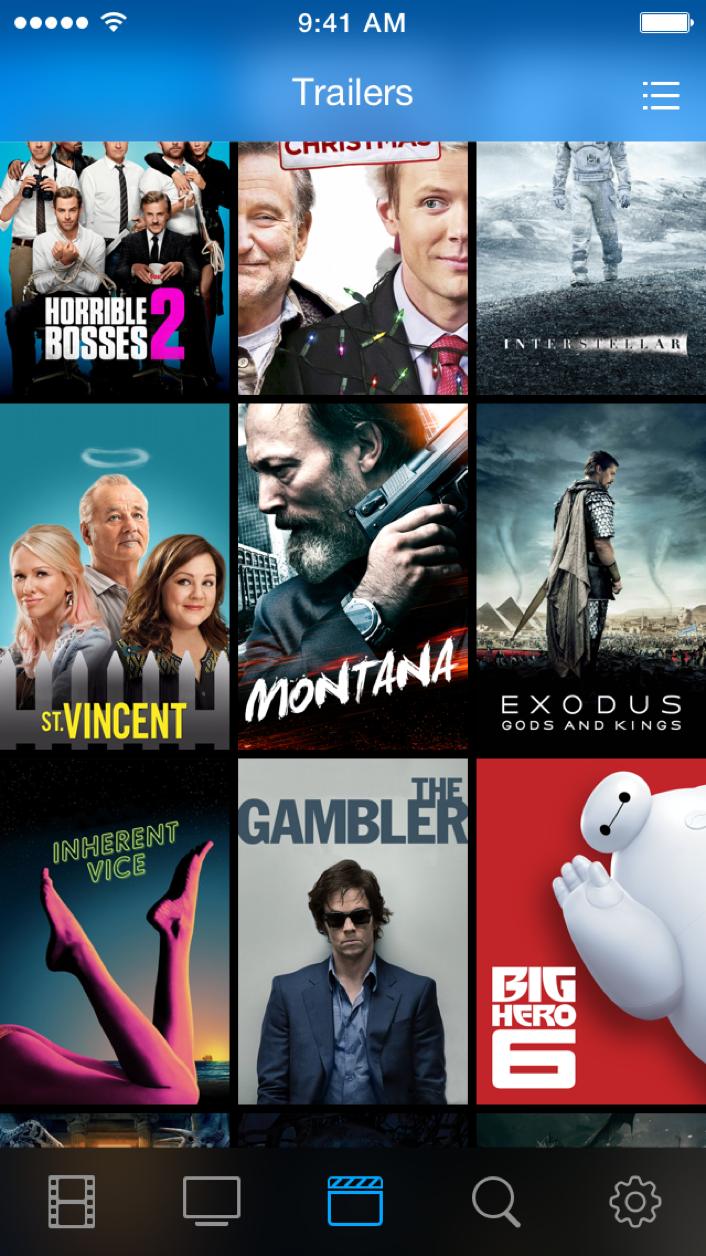 9:41 AM
Trailers
HORRIBLE
BOSSES 2
CHRISTMAS
INTERSTELLAR
ST. VINCENT
MONTANA
EXODUS
GODS AND KINGS
INHERENT
VICE
THE
GAMBLER
BIG
HERO
6